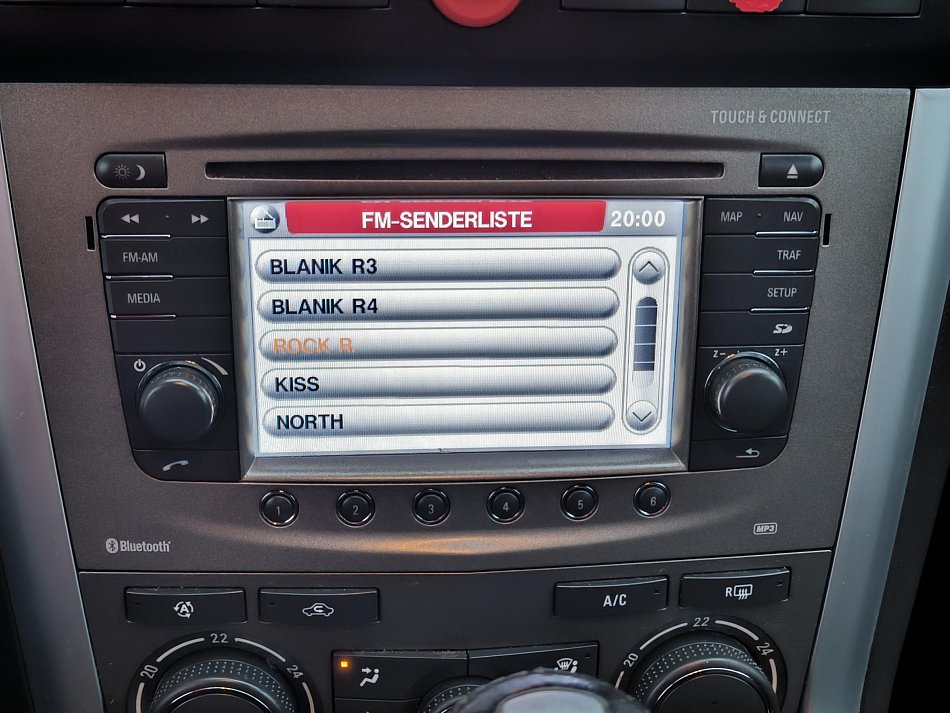 TOUCH & CONNECT
FM-SENDERLISTE 20:00
MAP NAV
FM-AM
TRAF
MEDIA
SETUP
BLANIK R3
BLANIK R4
ROCK R.
KISS
NORTH
z- z+
1 2 3 4 5 6
Bluetooth
MP3
A/C
R
20 22 24
20 22 24